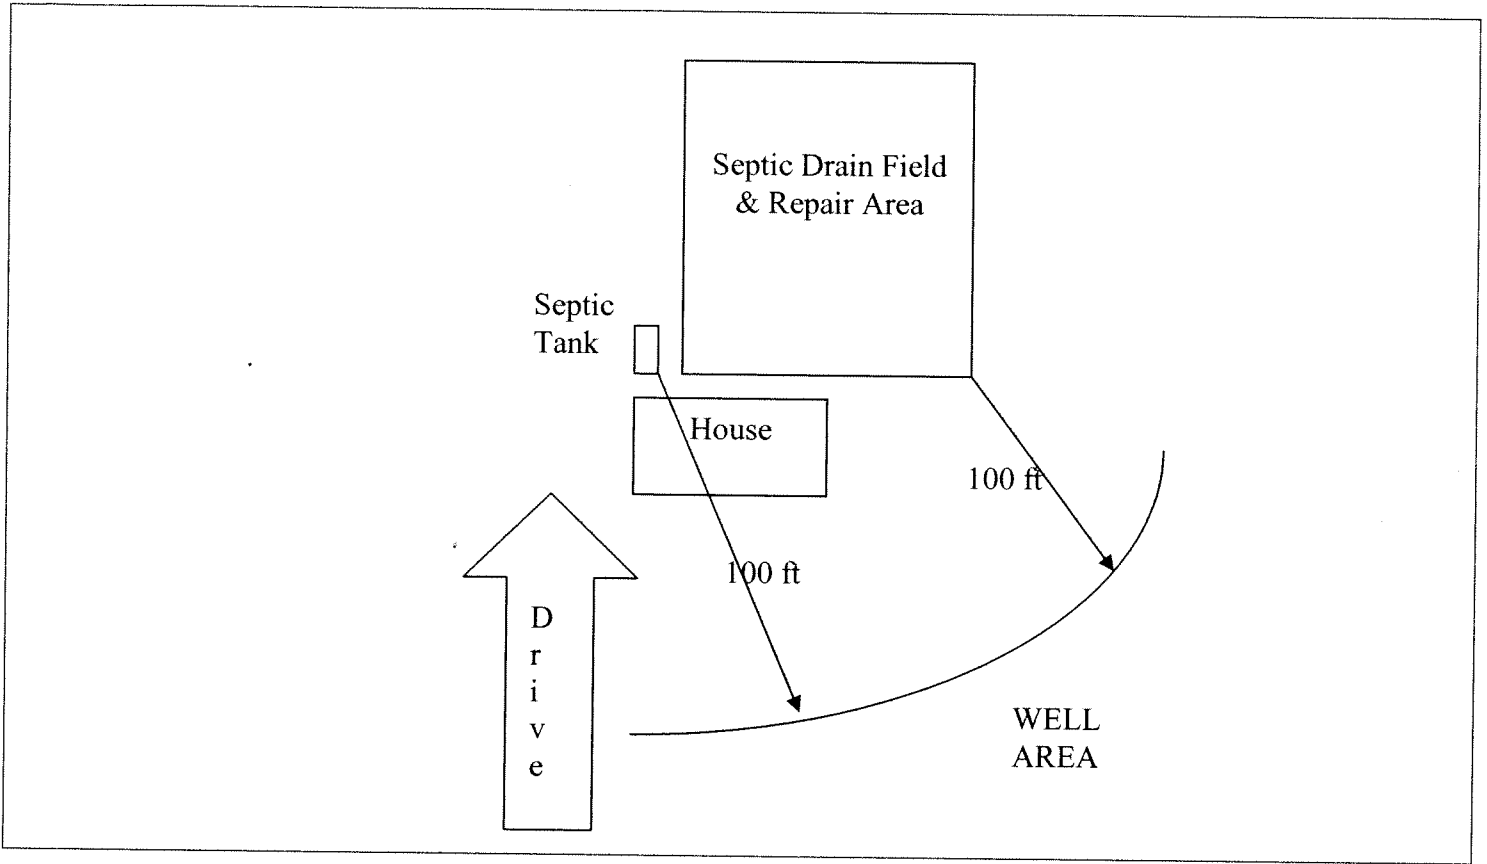 Septic Drain Field
& Repair Area
Septic
Tank
House
100 ft
100 ft
D
r
i
v
e
WELL
AREA